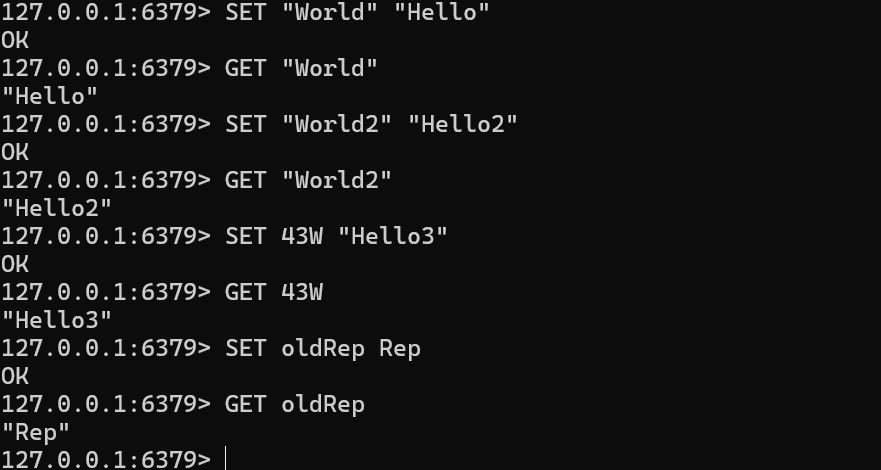 127.0.0.1:6379> SET "World" "Hello"
OK
127.0.0.1:6379> GET "World"
"Hello"
127.0.0.1:6379> SET "World2" "Hello2"
OK
127.0.0.1:6379> GET "World2"
"Hello2"
127.0.0.1:6379> SET 43W "Hello3"
OK
127.0.0.1:6379> GET 43W
"Hello3"
127.0.0.1:6379> SET oldRep Rep
OK
127.0.0.1:6379> GET oldRep
"Rep"
127.0.0.1:6379>